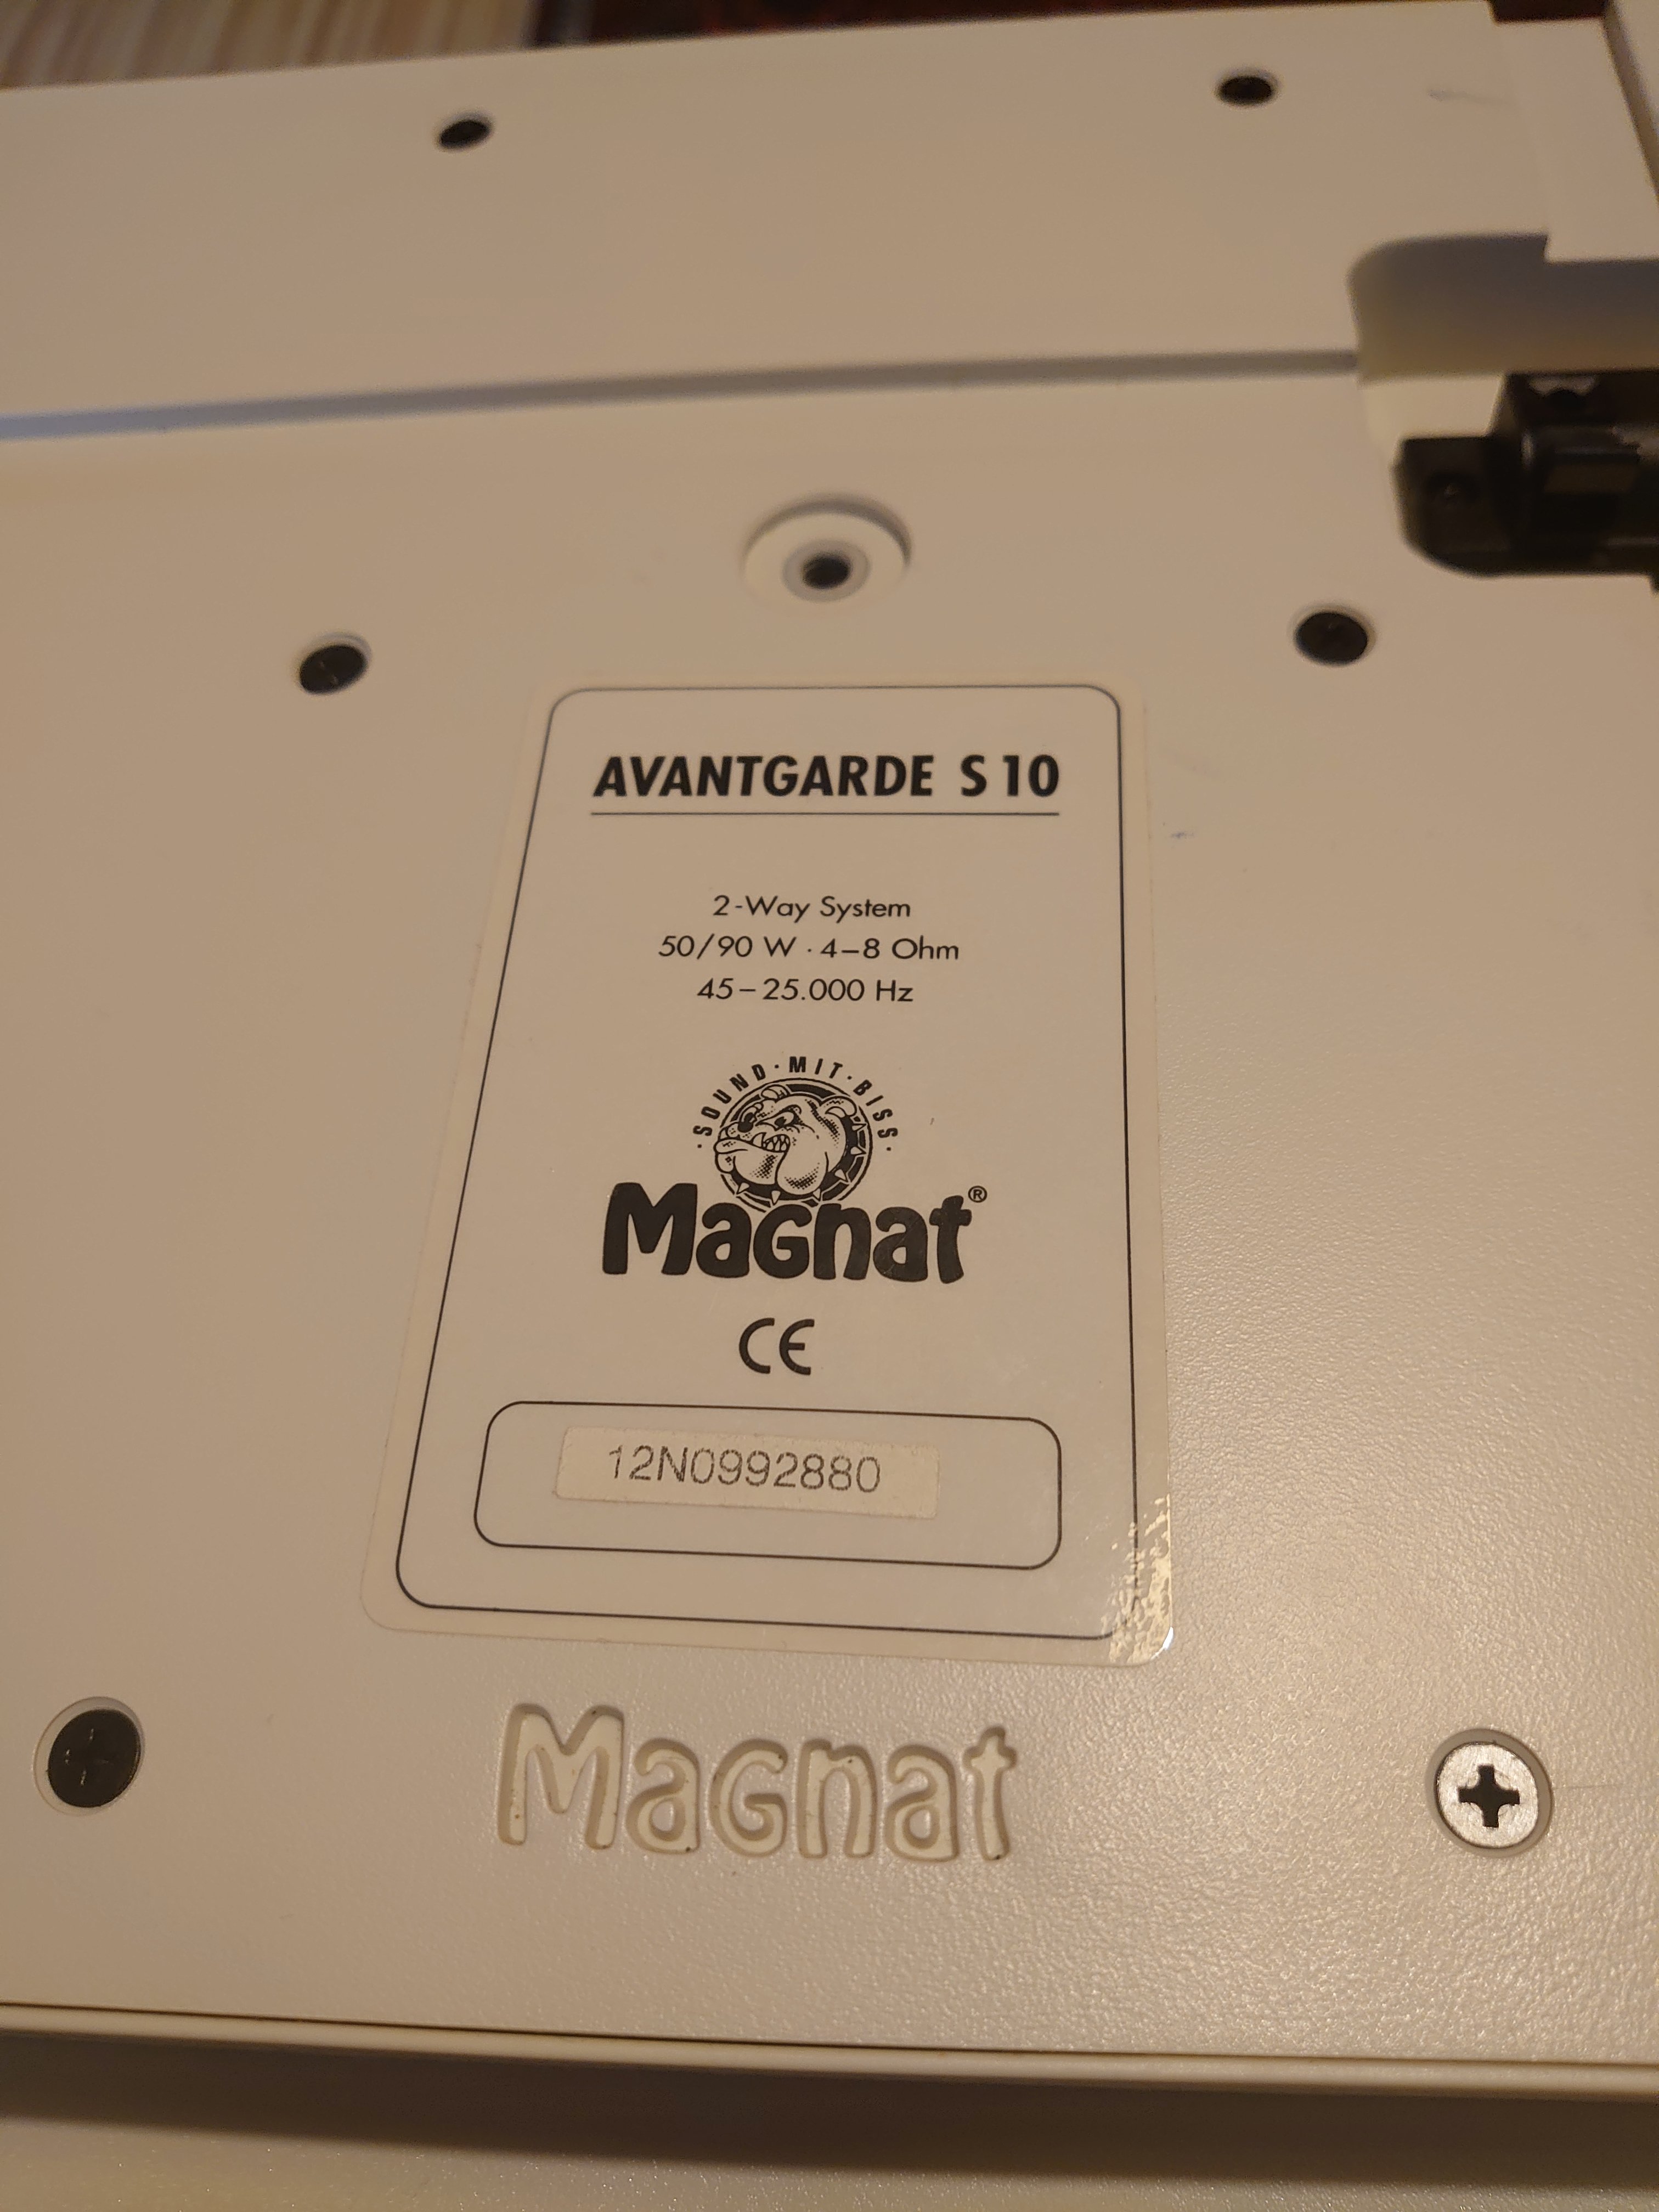 AVANTGARDE S 10
2-Way System
50/90 W · 4–8 Ohm
45–25.000 Hz
·SOUND·MIT·BISS·
Magnat®
CE
12N0992880
Magnat